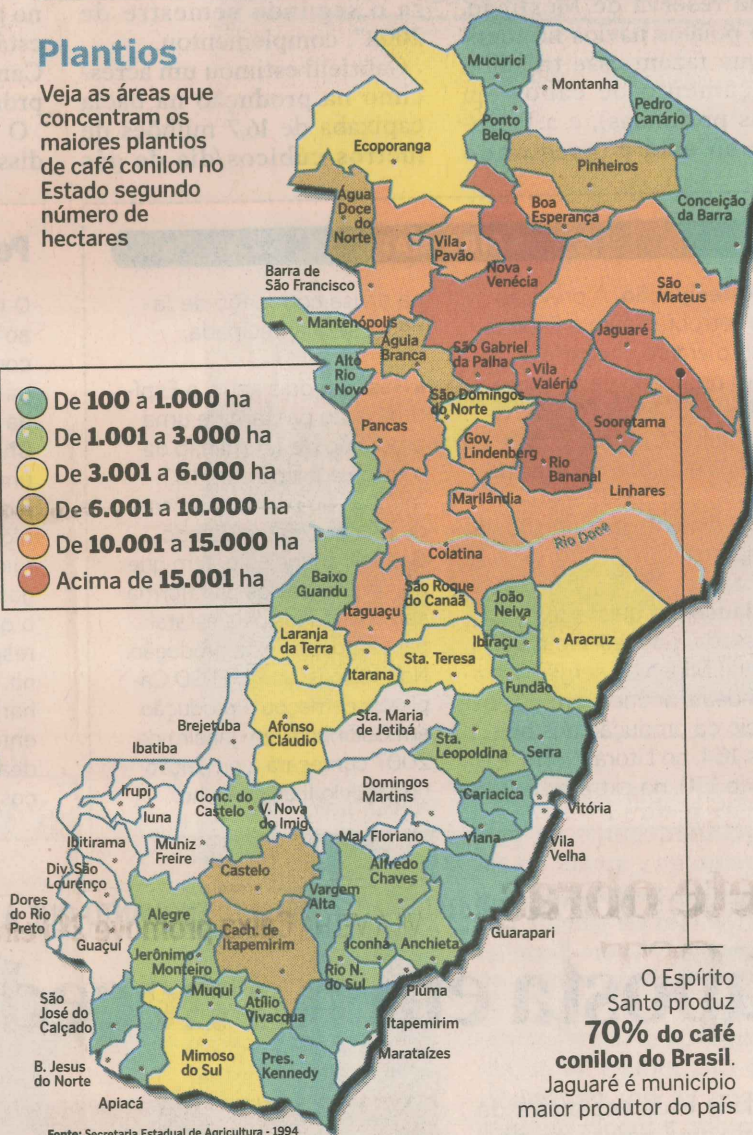 Plantios
Veja as áreas que
concentram os
maiores plantios
de café conilon no
Estado segundo
número de
hectares
Mucurici
Montanha
Ponto
Belo
Pedro
Canário
Ecoporanga
Pinheiros
Água
Doce
do
Norte
Boa
Esperança
Conceição
da Barra
Vila
Pavão
Nova
Venécia
Barra de
São Francisco
São
Mateus
Mantenópolis
Jaguaré
Águia
Branca
São Gabriel
da Palha
Alto
Rio
Novo
Vila
Valério
São Domingos
do Norte
Sooretama
Pancas
Gov.
Lindenberg
Rio
Bananal
Marilândia
Linhares
De 100 a 1.000 ha
De 1.001 a 3.000 ha
De 3.001 a 6.000 ha
De 6.001 a 10.000 ha
De 10.001 a 15.000 ha
Acima de 15.001 ha
Rio Doce
Colatina
Baixo
Guandu
São Roque
do Canaã
João
Neiva
Itaguaçu
Laranja
da Terra
Ibiraçu
Aracruz
Itarana
Sta. Teresa
Fundão
Sta. Maria
de Jetibá
Brejetuba
Afonso
Cláudio
Sta.
Leopoldina
Serra
Ibatiba
Domingos
Martins
Irupi
Iuna
Conc. do
Castelo
V. Nova
do Imig
Cariacica
Vitória
Ibitirama
Muniz
Freire
Mal. Floriano
Viana
Vila
Velha
Div. São
Lourenço
Castelo
Alfredo
Chaves
Vargem
Alta
Dores
do Rio
Preto
Alegre
Guaçuí
Cach. de
Itapemirim
Iconha
Anchieta
Guarapari
Jerônimo
Monteiro
Rio N.
do Sul
Piúma
Muqui
Atílio
Vivacqua
São
José do
Calçado
Itapemirim
Marataízes
B. Jesus
do Norte
Mimoso
do Sul
Pres.
Kennedy
Apiacá
O Espírito
Santo produz
70% do café
conilon do Brasil.
Jaguaré é município
maior produtor do país
Fonte: Secretaria Estadual de Agricultura - 1994